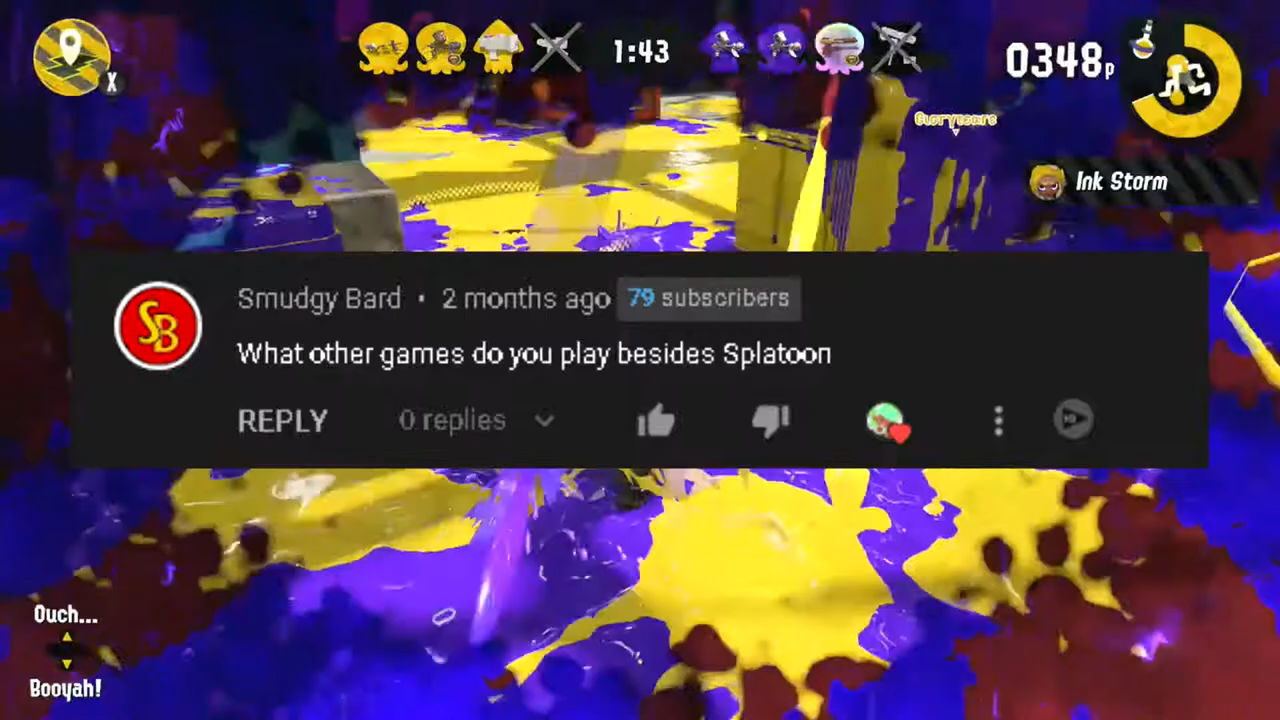 X
1:43
0348p
Glorytears
Ink Storm
SB
Smudgy Bard • 2 months ago 79 subscribers
What other games do you play besides Splatoon
REPLY 0 replies
Ouch...
Booyah!